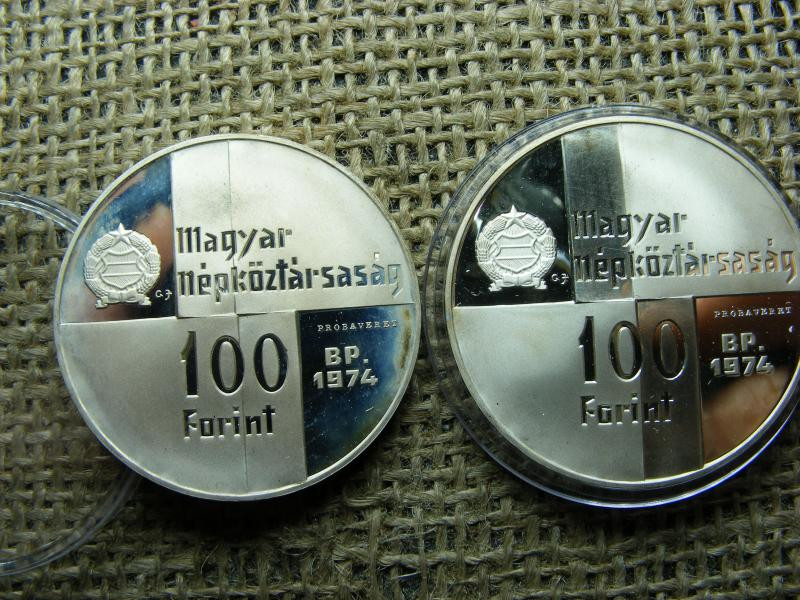 Magyar
népköztársaság
G.J
PRÓBAVERET
100
BP.
1974
Forint
Magyar
népköztársaság
G.J
PRÓBAVERET
100
BP.
1974
Forint